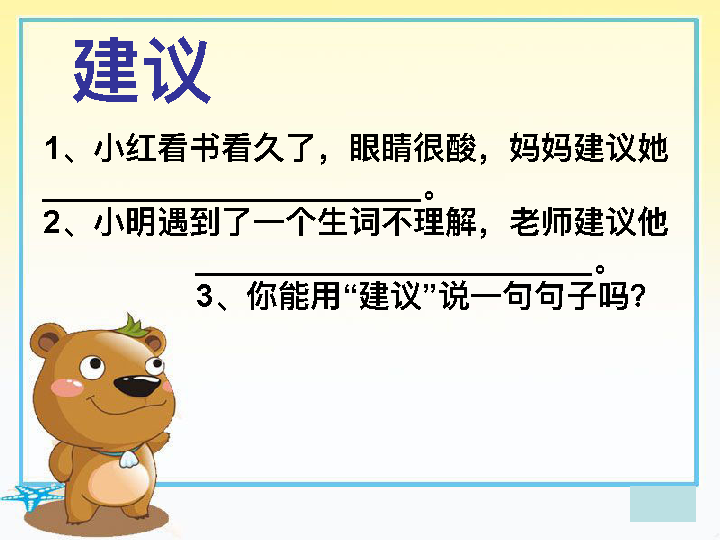 建议
1、小红看书看久了，眼睛很酸，妈妈建议她
______________________。
2、小明遇到了一个生词不理解，老师建议他
_______________________。
3、你能用“建议”说一句句子吗？